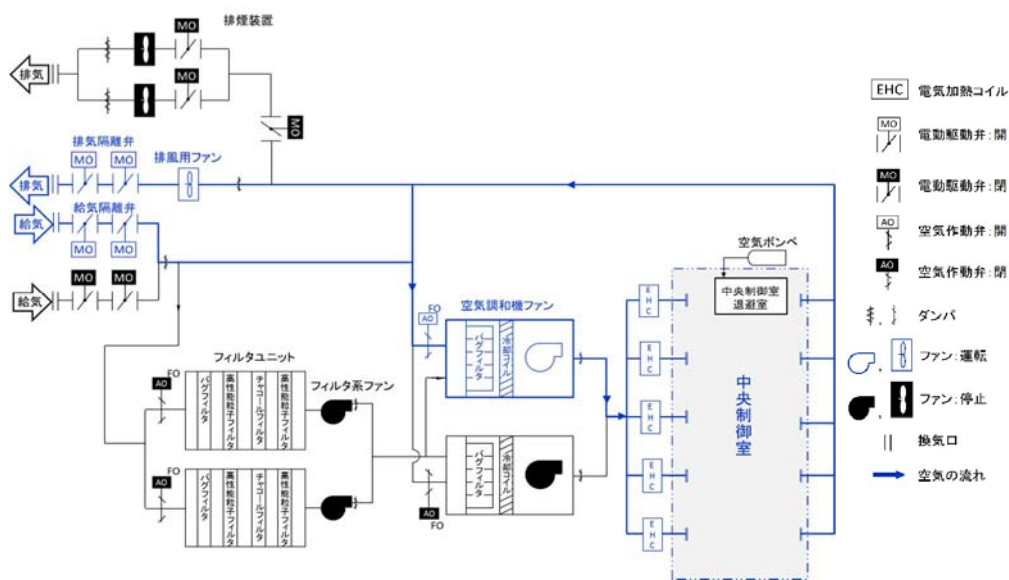 排煙装置
MO
MO
排気
MO
排気隔離弁
MO
MO
排風用ファン
排気
給気隔離弁
給気
MO
MO
MO
MO
給気
フィルタユニット
FO
AO
バグフィルタ
高性能粒子フィルタ
チャコールフィルタ
高性能粒子フィルタ
フィルタ系ファン
FO
AO
バグフィルタ
高性能粒子フィルタ
チャコールフィルタ
高性能粒子フィルタ
空気調和機ファン
FO
AO
バグフィルタ
冷却コイル
AO
FO
バグフィルタ
冷却コイル
EHC
EHC
EHC
EHC
EHC
空気ボンベ
中央制御室
退避室
中央制御室
EHC 電気加熱コイル
MO 電動駆動弁:開
MO 電動駆動弁:閉
AO 空気作動弁:開
AO 空気作動弁:閉
ダンパ
ファン:運転
ファン:停止
換気口
空気の流れ